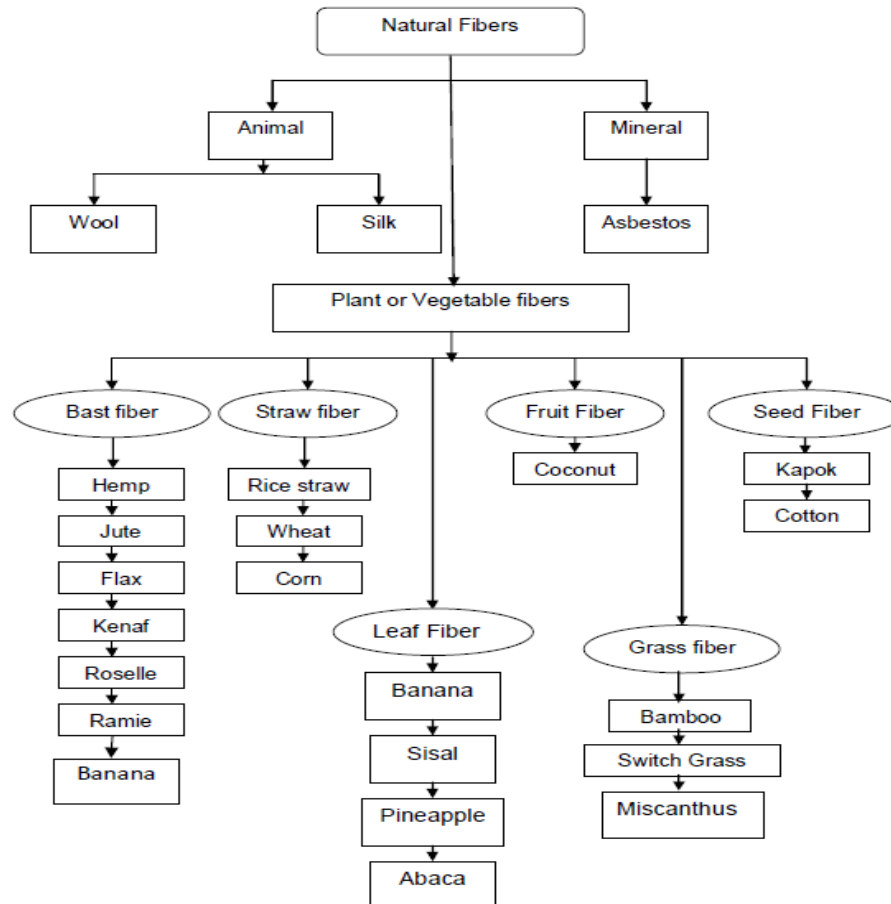 Natural Fibers
Animal
Mineral
Wool
Silk
Asbestos
Plant or Vegetable fibers
Bast fiber
Straw fiber
Fruit Fiber
Seed Fiber
Hemp
Jute
Flax
Kenaf
Roselle
Ramie
Banana
Rice straw
Wheat
Corn
Leaf Fiber
Banana
Sisal
Pineapple
Abaca
Coconut
Grass fiber
Bamboo
Switch Grass
Miscanthus
Kapok
Cotton